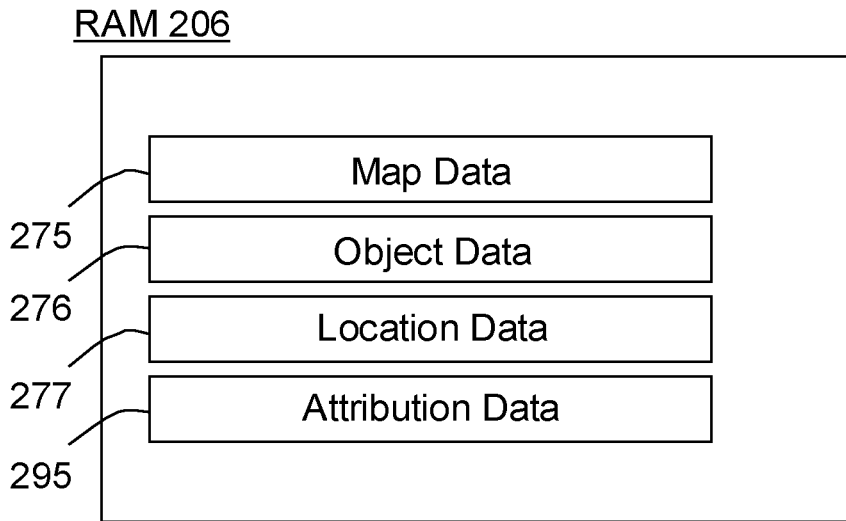 RAM 206
Map Data
275
Object Data
276
Location Data
277
Attribution Data
295